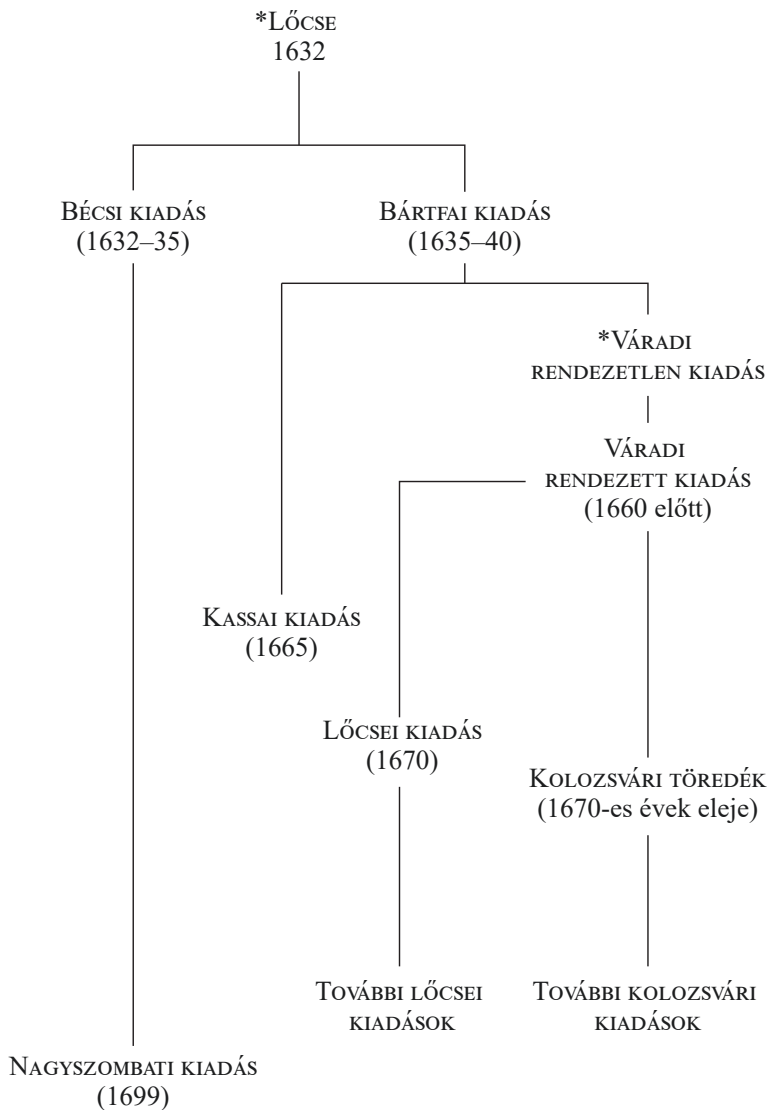 *Lőcse
1632
Bécsi kiadás
(1632–35)
Bártfai kiadás
(1635–40)
*Váradi
rendezetlen kiadás
Váradi
rendezett kiadás
(1660 előtt)
Kassai kiadás
(1665)
Lőcsei kiadás
(1670)
Kolozsvári töredék
(1670-es évek eleje)
További lőcsei
kiadások
További kolozsvári
kiadások
Nagyszombati kiadás
(1699)